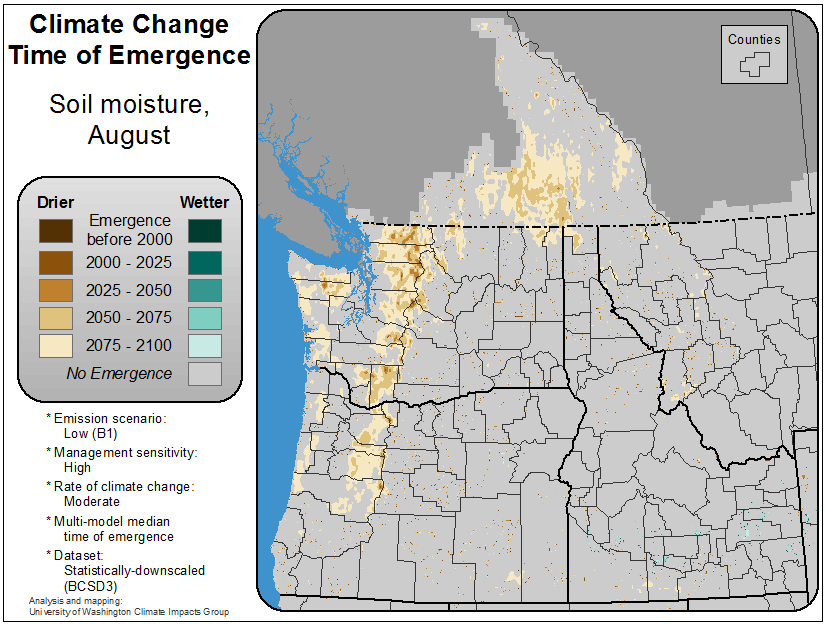 Climate Change
Time of Emergence
Soil moisture,
August
Drier
Wetter
Emergence
before 2000
2000 - 2025
2025 - 2050
2050 - 2075
2075 - 2100
No Emergence
* Emission scenario:
Low (B1)
* Management sensitivity:
High
* Rate of climate change:
Moderate
* Multi-model median
time of emergence
* Dataset:
Statistically-downscaled
(BCSD3)
Analysis and mapping:
University of Washington Climate Impacts Group
Counties